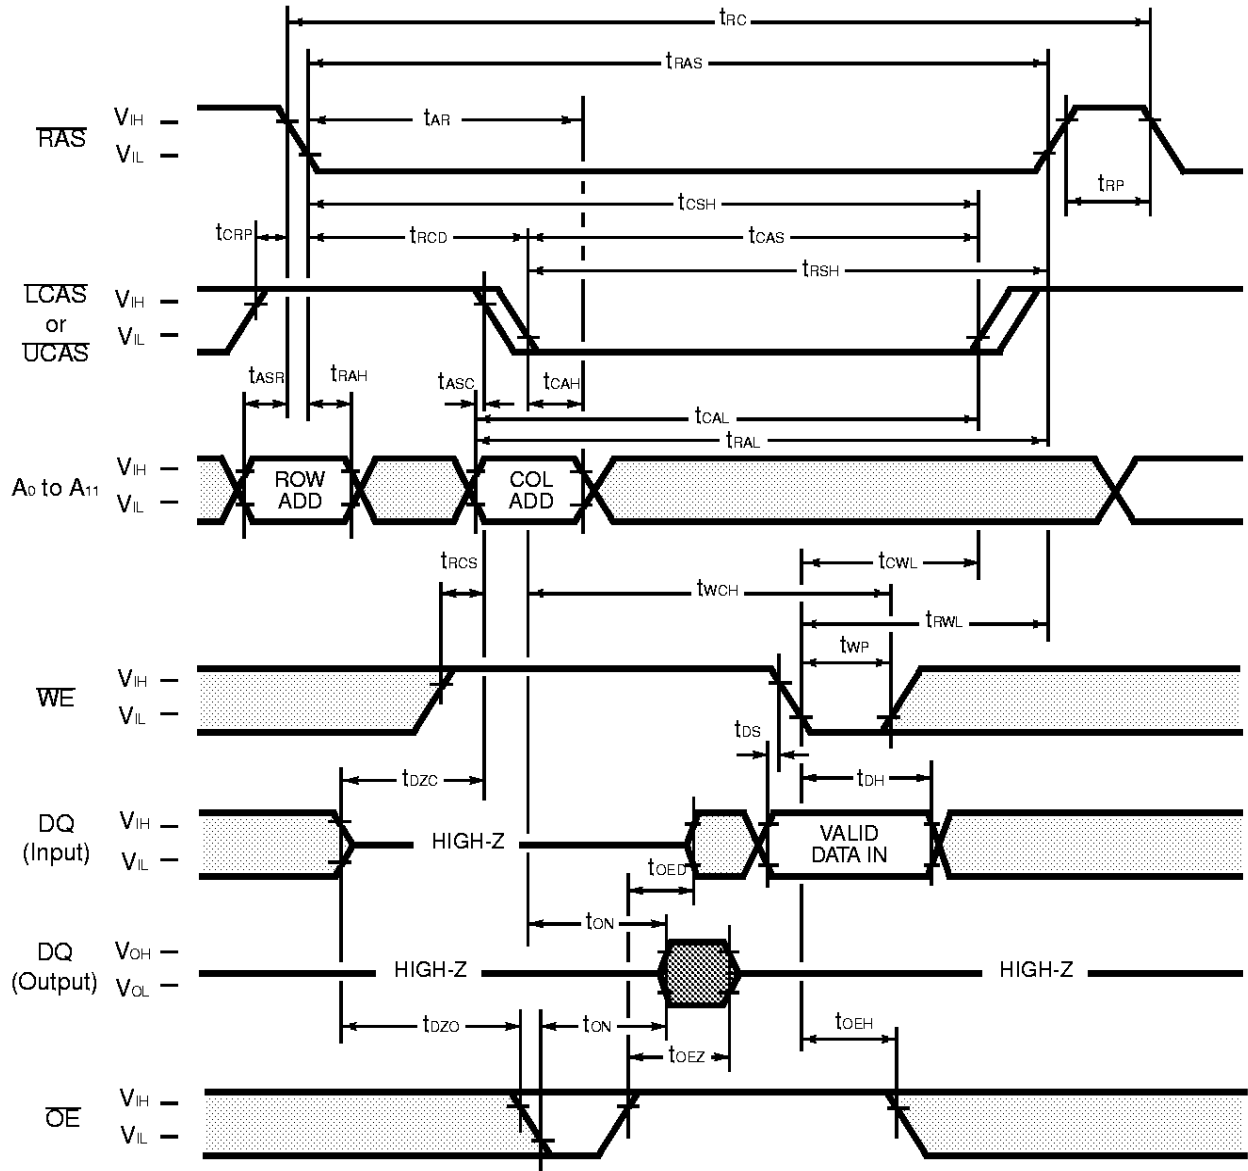 tRC
tRAS
tAR
RAS VIH
VIL
tRP
tCSH
tCRP tRCD tCAS
tRSH
LCAS VIH
or
UCAS VIL
tASR tRAH tASC tCAH
tCAL
tRAL
A0 to A11 VIH
VIL
ROW ADD
COL ADD
tRCS tCWL
tWCH
tRWL
tWP
WE VIH
VIL
tDS
tDZC tDH
DQ (Input) VIH
VIL
HIGH-Z
VALID DATA IN
tOED
tON
DQ (Output) VOH
VOL
HIGH-Z HIGH-Z
tDZO tON tOEH
tOEZ
OE VIH
VIL